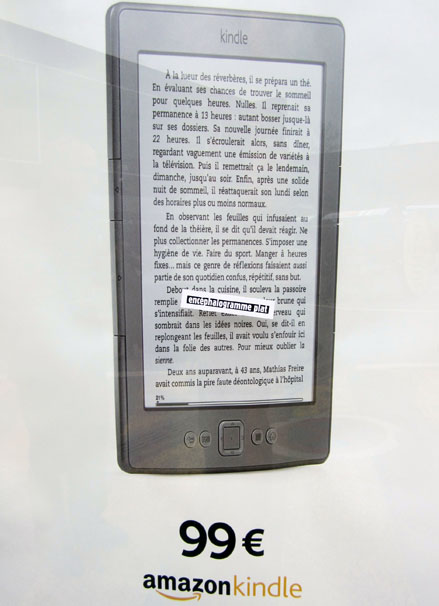 kindle
À la lueur des réverbères, il se prépara un thé.
En évaluant ses chances de trouver le sommeil
pour quelques heures. Nulles. Il reprenait sa
permanence à 13 heures : autant bosser jusque-là
sur ses dossiers. Sa nouvelle journée finirait à
22 heures. Il s'écroulerait alors, sans dîner,
regardant vaguement une émission de variétés à
la télévision. Puis il remettrait ça le lendemain,
dimanche, jusqu'au soir. Enfin, après une solide
nuit de sommeil, il réattaquerait son lundi selon
des horaires plus ou moins normaux.
En observant les feuilles qui infusaient au
fond de la théière, il se dit qu'il devait réagir. Ne
plus collectionner les permanences. S'imposer une
hygiène de vie. Faire du sport. Manger à heures
fixes... mais ce genre de réflexions faisaient aussi
partie de son quotidien confus, répétitif, sans but.
Debout dans la cuisine, il souleva la passoire
remplie brune qui
encéphalogramme plat
s'intensifiait. Reflet cerveau qui
sombrait dans les idées noires. Oui, se dit-il en
replongeant les feuilles, il avait voulu s'enfouir ici
dans la folie des autres. Pour mieux oublier la
sienne.
Deux ans auparavant, à 43 ans, Mathias Freire
avait commis la pire faute déontologique à l'hôpital
99 €
amazonkindle